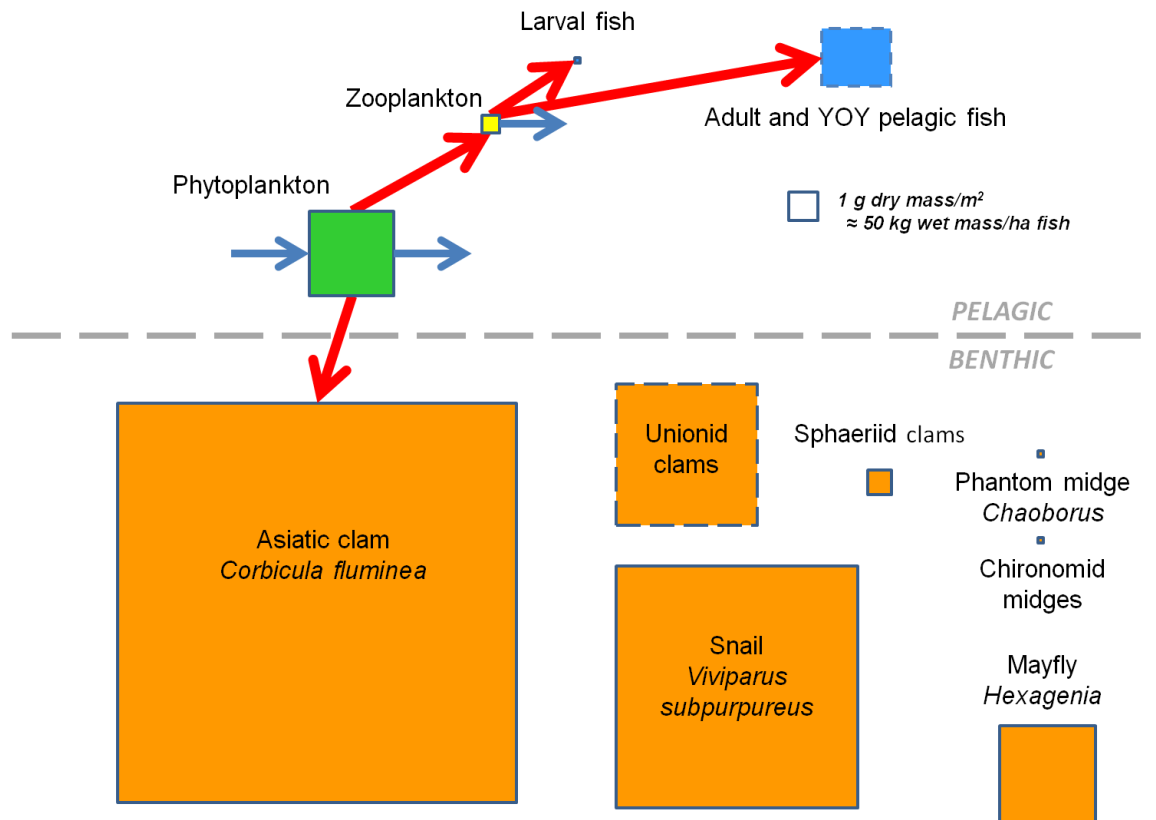 Larval fish
Zooplankton
Adult and YOY pelagic fish
Phytoplankton
1 g dry mass/m²
≈ 50 kg wet mass/ha fish
PELAGIC
BENTHIC
Unionid
clams
Sphaeriid clams
Phantom midge
Chaoborus
Asiatic clam
Corbicula fluminea
Chironomid
midges
Snail
Viviparus
subpurpureus
Mayfly
Hexagenia